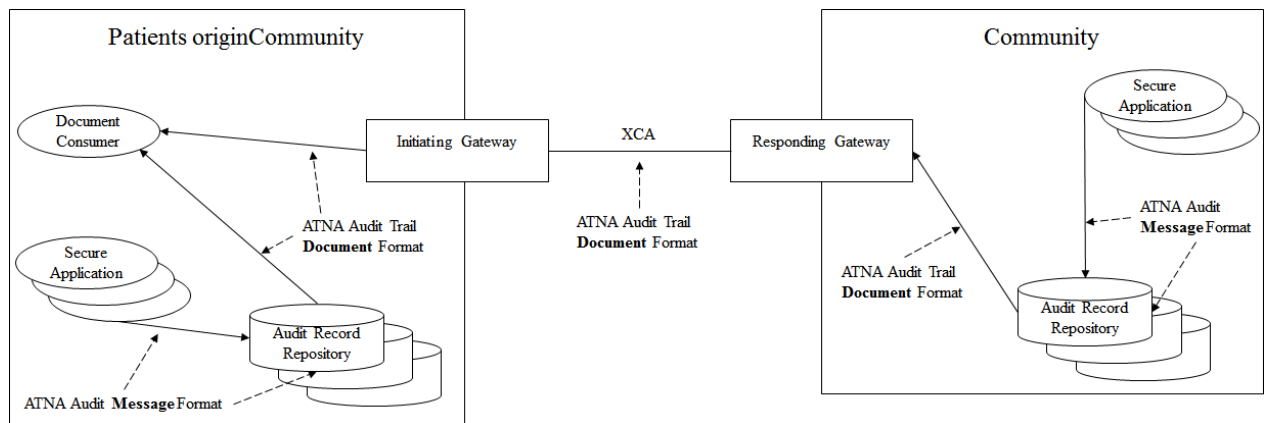 Patients originCommunity
Document
Consumer
Initiating Gateway
ATNA Audit Trail
Document Format
Secure
Application
Audit Record
Repository
ATNA Audit Message Format
XCA
ATNA Audit Trail
Document Format
Community
Secure
Application
Responding Gateway
ATNA Audit
Message Format
ATNA Audit Trail
Document Format
Audit Record
Repository